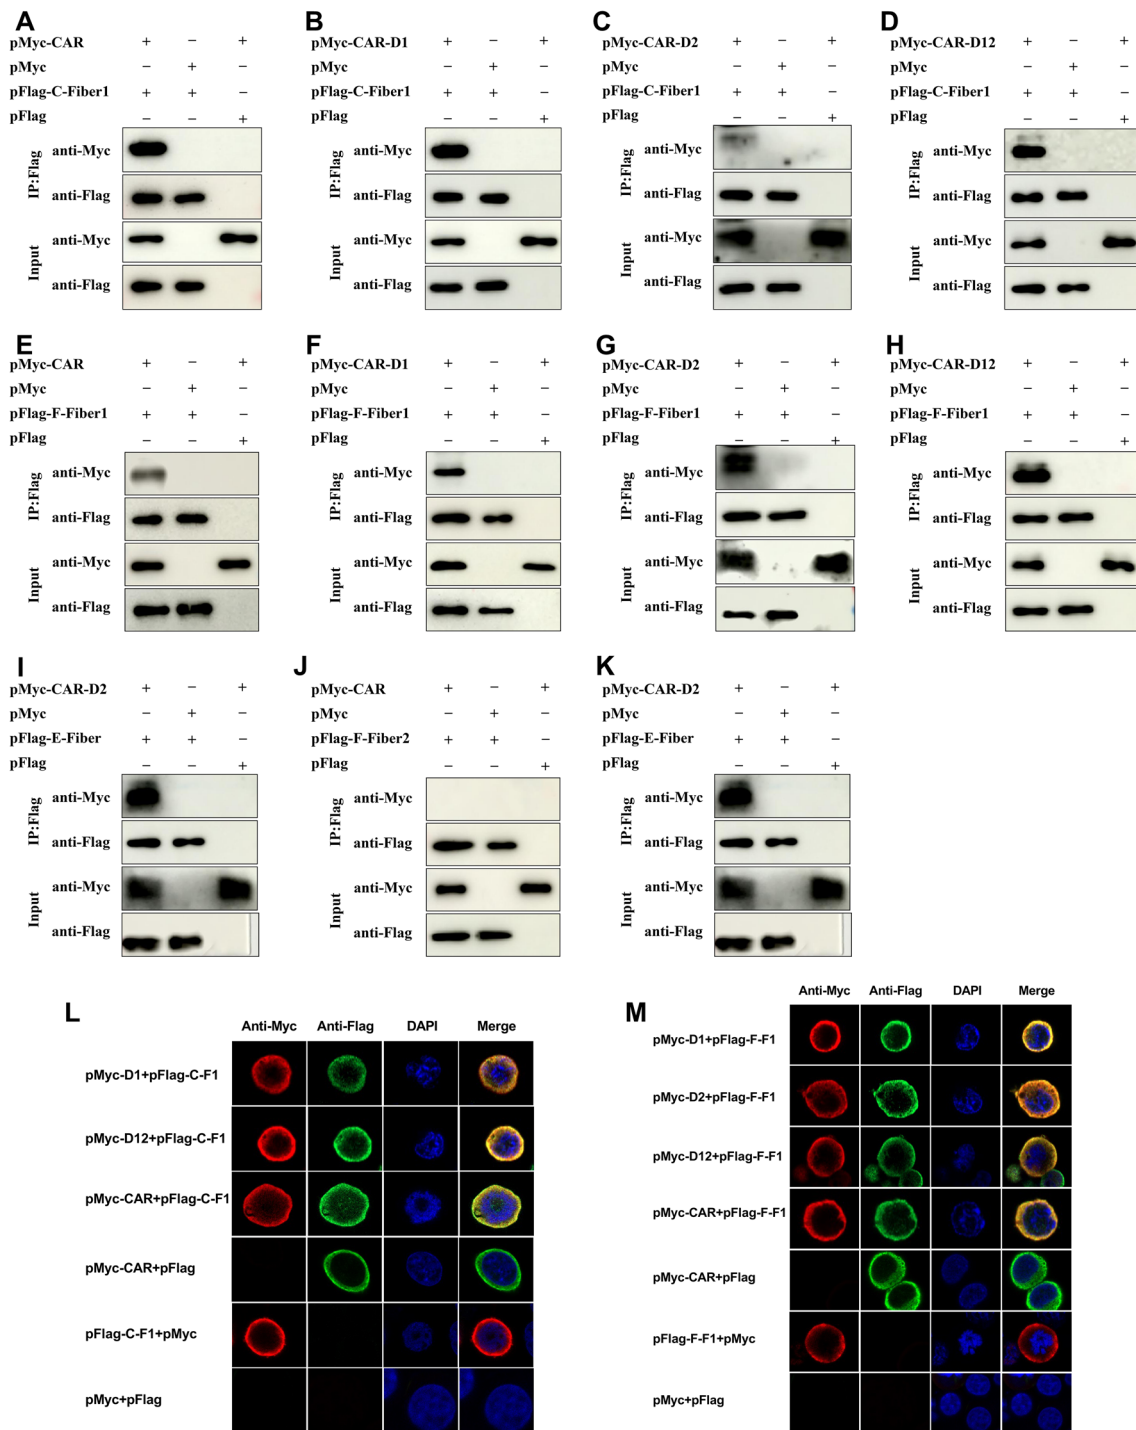 A
pMyc-CAR + − +
pMyc − + −
pFlag-C-Fiber1 + + −
pFlag − − +
IP:Flag
anti-Myc
anti-Flag
Input
anti-Myc
anti-Flag
B
pMyc-CAR-D1 + − +
pMyc − + −
pFlag-C-Fiber1 + + −
pFlag − − +
IP:Flag
anti-Myc
anti-Flag
Input
anti-Myc
anti-Flag
C
pMyc-CAR-D2 + − +
pMyc − + −
pFlag-C-Fiber1 + + −
pFlag − − +
IP:Flag
anti-Myc
anti-Flag
Input
anti-Myc
anti-Flag
D
pMyc-CAR-D12 + − +
pMyc − + −
pFlag-C-Fiber1 + + −
pFlag − − +
IP:Flag
anti-Myc
anti-Flag
Input
anti-Myc
anti-Flag
E
pMyc-CAR + − +
pMyc − + −
pFlag-F-Fiber1 + + −
pFlag − − +
IP:Flag
anti-Myc
anti-Flag
Input
anti-Myc
anti-Flag
F
pMyc-CAR-D1 + − +
pMyc − + −
pFlag-F-Fiber1 + + −
pFlag − − +
IP:Flag
anti-Myc
anti-Flag
Input
anti-Myc
anti-Flag
G
pMyc-CAR-D2 + − +
pMyc − + −
pFlag-F-Fiber1 + + −
pFlag − − +
IP:Flag
anti-Myc
anti-Flag
Input
anti-Myc
anti-Flag
H
pMyc-CAR-D12 + − +
pMyc − + −
pFlag-F-Fiber1 + + −
pFlag − − +
IP:Flag
anti-Myc
anti-Flag
Input
anti-Myc
anti-Flag
I
pMyc-CAR-D2 + − +
pMyc − + −
pFlag-E-Fiber + + −
pFlag − − +
IP:Flag
anti-Myc
anti-Flag
Input
anti-Myc
anti-Flag
J
pMyc-CAR + − +
pMyc − + −
pFlag-F-Fiber2 + + −
pFlag − − +
IP:Flag
anti-Myc
anti-Flag
Input
anti-Myc
anti-Flag
K
pMyc-CAR-D2 + − +
pMyc − + −
pFlag-E-Fiber + + −
pFlag − − +
IP:Flag
anti-Myc
anti-Flag
Input
anti-Myc
anti-Flag
L
Anti-Myc Anti-Flag DAPI Merge
pMyc-D1+pFlag-C-F1
pMyc-D12+pFlag-C-F1
pMyc-CAR+pFlag-C-F1
pMyc-CAR+pFlag
pFlag-C-F1+pMyc
pMyc+pFlag
M
Anti-Myc Anti-Flag DAPI Merge
pMyc-D1+pFlag-F-F1
pMyc-D2+pFlag-F-F1
pMyc-D12+pFlag-F-F1
pMyc-CAR+pFlag-F-F1
pMyc-CAR+pFlag
pFlag-F-F1+pMyc
pMyc+pFlag